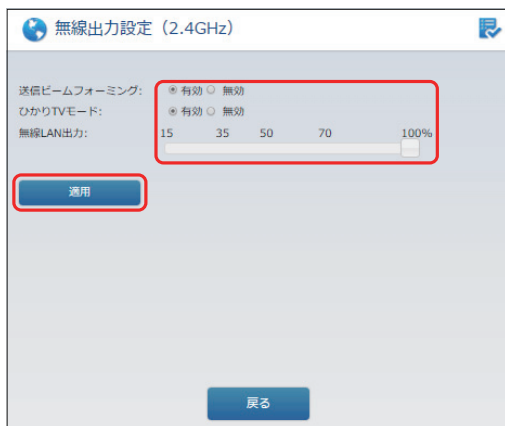 無線出力設定（2.4GHz）
送信ビームフォーミング: 有効 無効
ひかりTVモード: 有効 無効
無線LAN出力: 15 35 50 70 100%
適用
戻る